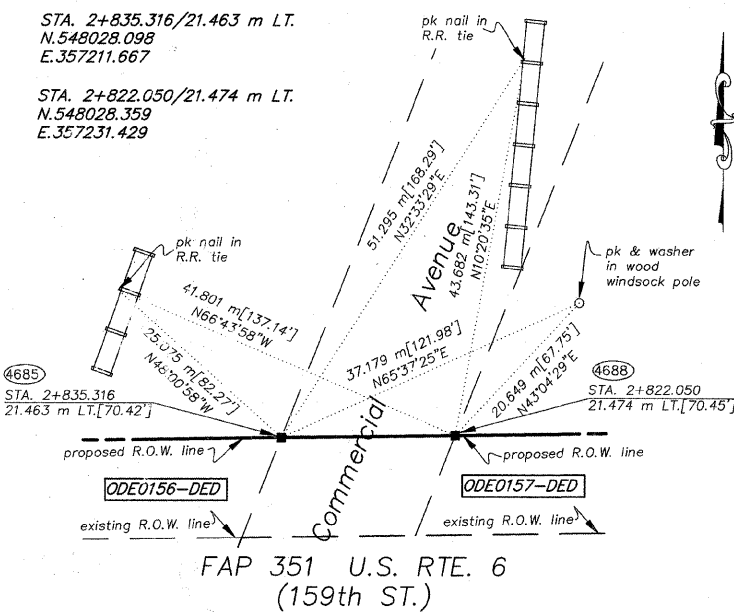 STA. 2+835.316/21.463 m LT.
N.548028.098
E.357211.667
STA. 2+822.050/21.474 m LT.
N.548028.359
E.357231.429
pk nail in
R.R. tie
51.295 m[168.29']
N32°33'29"E
43.682 m[143.31']
N10°20'35"E
Commercial Avenue
pk nail in
R.R. tie
pk & washer
in wood
windsock pole
41.801 m[137.14']
N66°43'58"W
25.075 m[82.27']
N46°00'58"W
37.179 m[121.98']
N65°37'25"E
20.649 m[67.75']
N43°04'29"E
4685
STA. 2+835.316
21.463 m LT.[70.42']
4688
STA. 2+822.050
21.474 m LT.[70.45']
proposed R.O.W. line
proposed R.O.W. line
ODE0156-DED
ODE0157-DED
existing R.O.W. line
existing R.O.W. line
FAP 351 U.S. RTE. 6
(159th ST.)